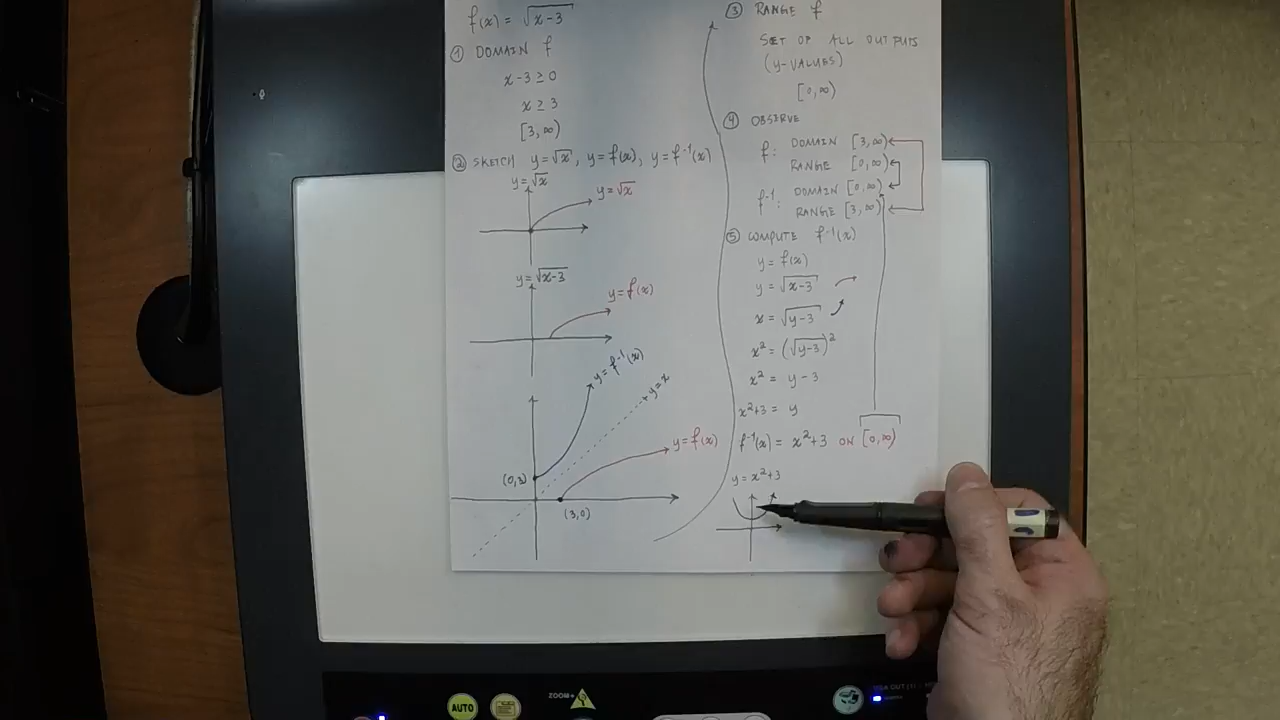 f(x) = √x-3
① DOMAIN f
x-3 ≥ 0
x ≥ 3
[3, ∞)
② SKETCH y=√x, y=f(x), y=f⁻¹(x)
y=√x
y=√x
y=√x-3
y=f(x)
y=f⁻¹(x)
y=x
y=f(x)
(0,3)
(3,0)
③ RANGE f
SET OF ALL OUTPUTS
(y-VALUES)
[0,∞)
④ OBSERVE
f: DOMAIN [3,∞)
RANGE [0,∞)
f⁻¹: DOMAIN [0,∞)
RANGE [3,∞)
⑤ COMPUTE f⁻¹(x)
y = f(x)
y = √x-3
x = √y-3
x² = (√y-3)²
x² = y-3
x²+3 = y
f⁻¹(x) = x²+3 ON [0,∞)
y=x²+3
AUTO
ZOOM+